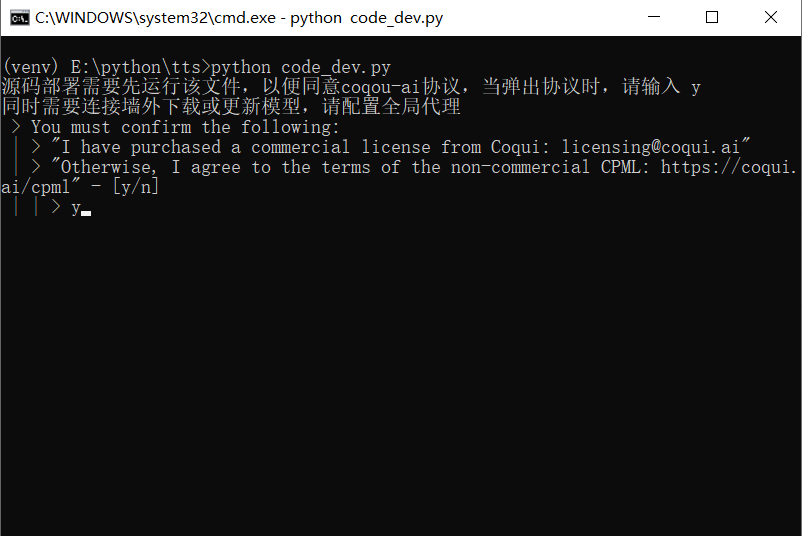 C:\WINDOWS\system32\cmd.exe - python  code_dev.py
(venv) E:\python\tts>python code_dev.py
源码部署需要先运行该文件，以便同意coqou-ai协议，当弹出协议时，请输入 y
同时需要连接墙外下载或更新模型，请配置全局代理
 > You must confirm the following:
 | > "I have purchased a commercial license from Coqui: licensing@coqui.ai"
 | > "Otherwise, I agree to the terms of the non-commercial CPML: https://coqui.
ai/cpml" - [y/n]
 | | > y